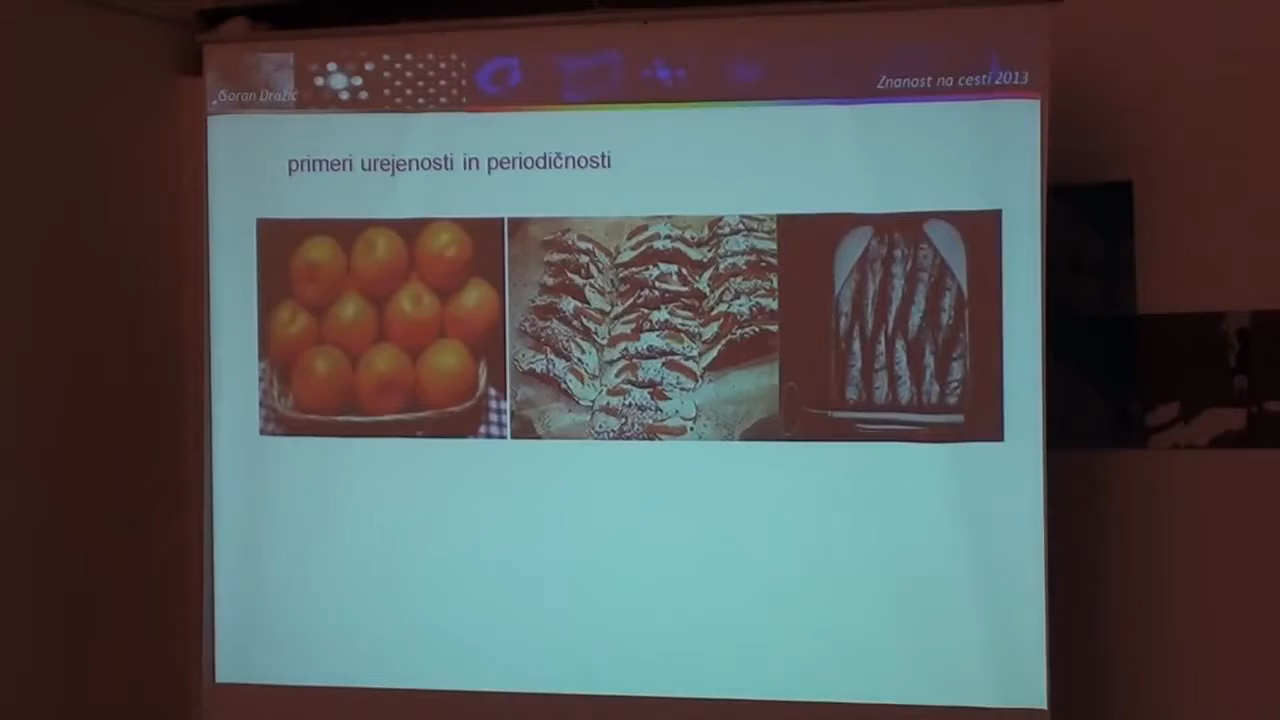 Goran Dražić
Znanost na cesti 2013
primeri urejenosti in periodičnosti